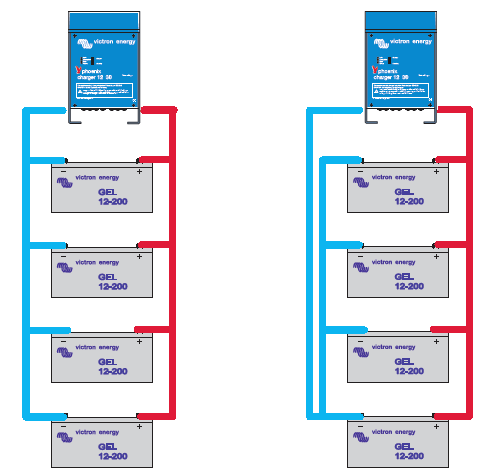 victron energy
phoenix
charger 12 30
victron energy
phoenix
charger 12 30
− +
victron energy
GEL
12-200
− +
victron energy
GEL
12-200
− +
victron energy
GEL
12-200
− +
victron energy
GEL
12-200
− +
victron energy
GEL
12-200
− +
victron energy
GEL
12-200
− +
victron energy
GEL
12-200
− +
victron energy
GEL
12-200